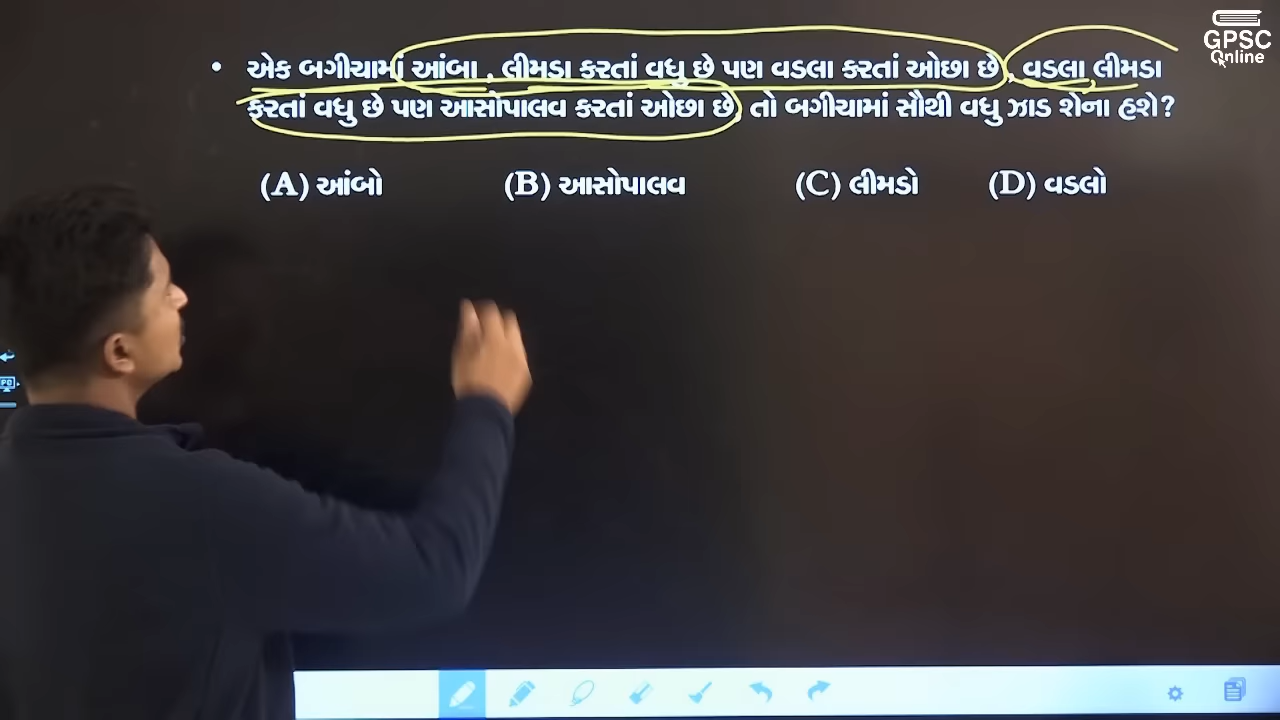 GPSC
Online
• એક બગીચામાં આંબા , લીમડા કરતાં વધુ છે પણ વડલા કરતાં ઓછા છે , વડલા લીમડા
કરતાં વધુ છે પણ આસોપાલવ કરતાં ઓછા છે, તો બગીચામાં સૌથી વધુ ઝાડ શેના હશે?
(A) આંબો (B) આસોપાલવ (C) લીમડો (D) વડલો